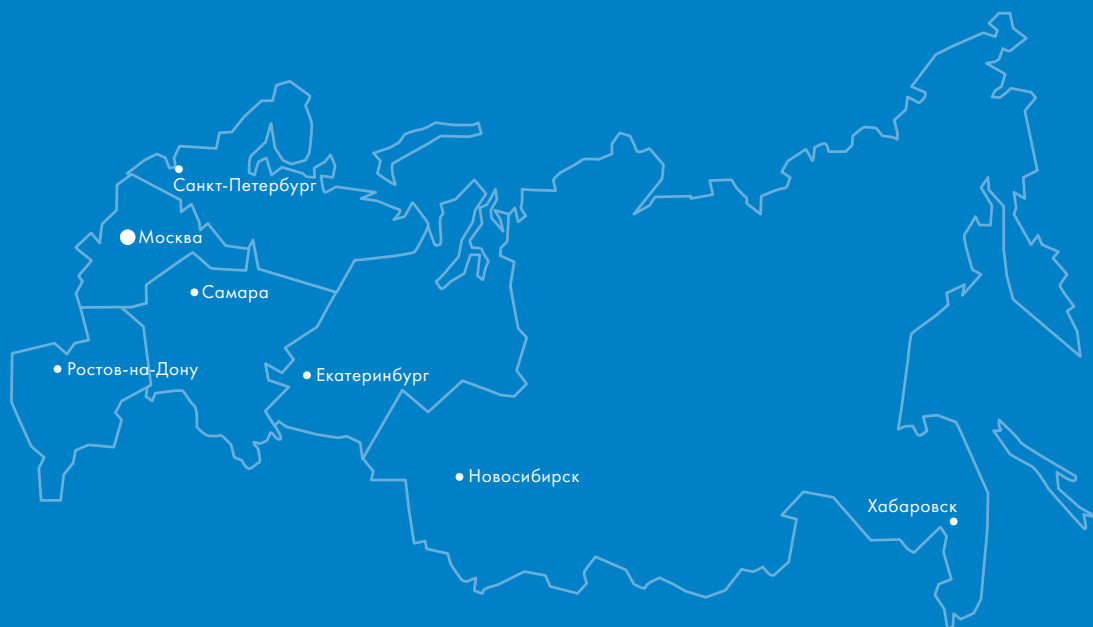 Санкт-Петербург
Москва
Самара
Ростов-на-Дону
Екатеринбург
Новосибирск
Хабаровск